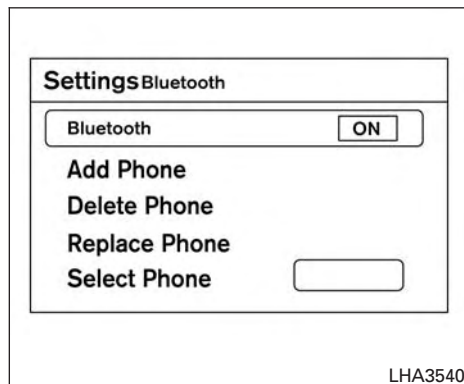 Settings Bluetooth
Bluetooth ON
Add Phone
Delete Phone
Replace Phone
Select Phone
LHA3540